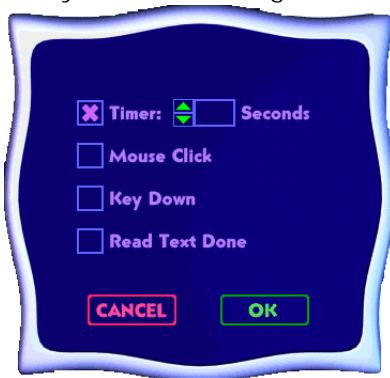 Timer: Seconds
Mouse Click
Key Down
Read Text Done
CANCEL OK